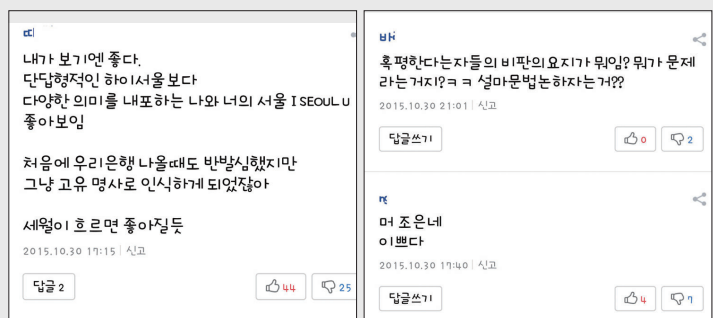 내가 보기엔 좋다.
단답형적인 하이서울보다
다양한 의미를 내포하는 나와 너의 서울 I SEOUL U
좋아보임
처음에 우리은행 나올때도 반발심했지만
그냥 고유 명사로 인식하게 되었잖아
세월이 흐르면 좋아질듯
2015.10.30 17:15 | 신고
답글 2
44 25
혹평한다는자들의 비판의요지가 뭐임? 뭐가 문제
라는거지?ㅋㅋ 설마문법논하자는거??
2015.10.30 21:01 | 신고
답글쓰기
0 2
머 조은네
이쁘다
2015.10.30 17:40 | 신고
답글쓰기
4 7